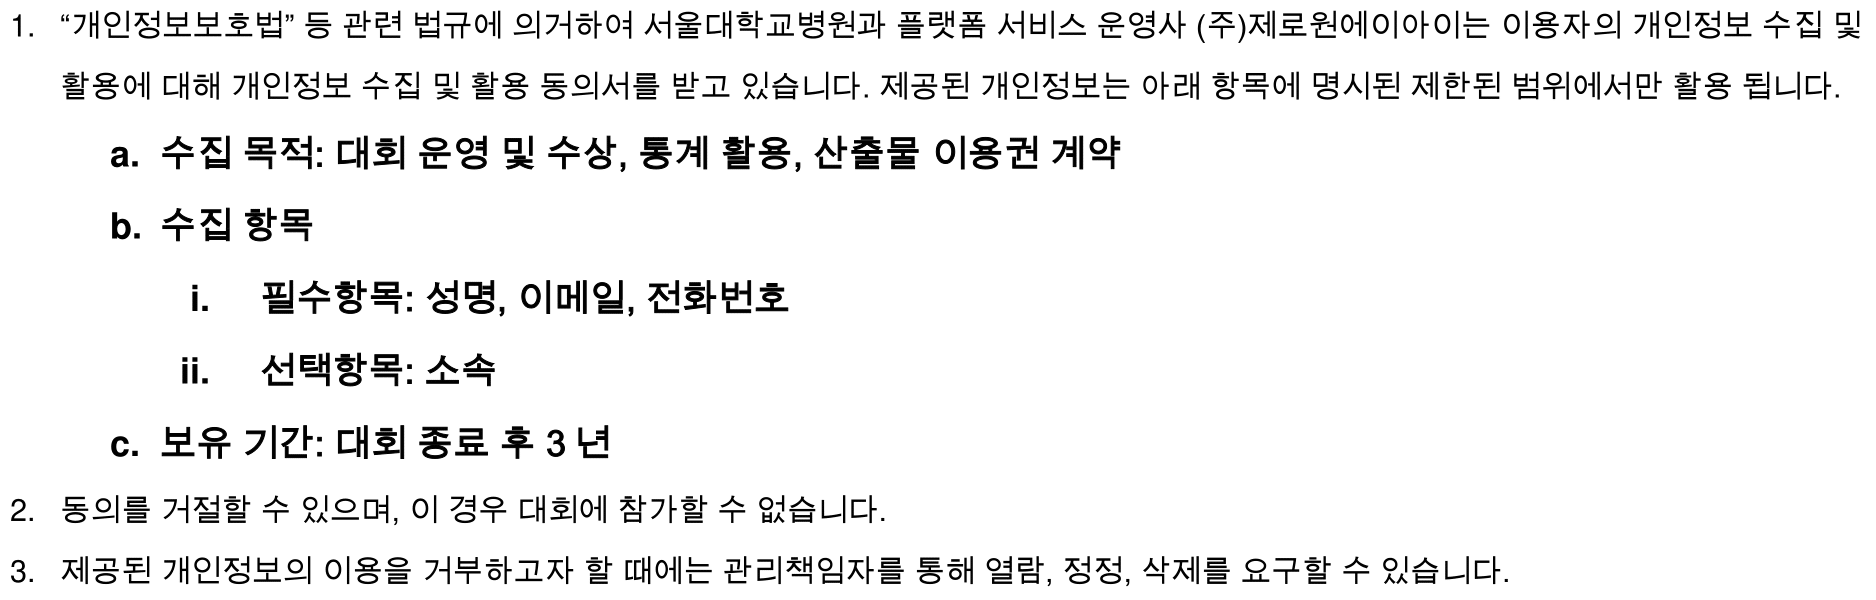 1. “개인정보보호법” 등 관련 법규에 의거하여 서울대학교병원과 플랫폼 서비스 운영사 (주)제로원에이아이는 이용자의 개인정보 수집 및
활용에 대해 개인정보 수집 및 활용 동의서를 받고 있습니다. 제공된 개인정보는 아래 항목에 명시된 제한된 범위에서만 활용 됩니다.
a. 수집 목적: 대회 운영 및 수상, 통계 활용, 산출물 이용권 계약
b. 수집 항목
i. 필수항목: 성명, 이메일, 전화번호
ii. 선택항목: 소속
c. 보유 기간: 대회 종료 후 3 년
2. 동의를 거절할 수 있으며, 이 경우 대회에 참가할 수 없습니다.
3. 제공된 개인정보의 이용을 거부하고자 할 때에는 관리책임자를 통해 열람, 정정, 삭제를 요구할 수 있습니다.